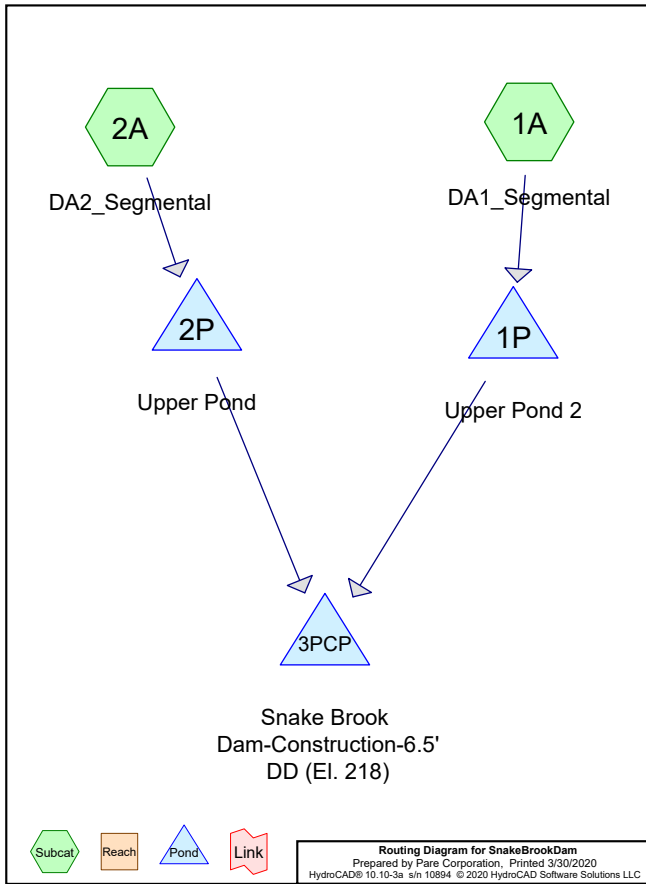 2A
1A
DA2_Segmental
DA1_Segmental
2P
1P
Upper Pond
Upper Pond 2
3PCP
Snake Brook
Dam-Construction-6.5'
DD (El. 218)
Subcat
Reach
Pond
Link
Routing Diagram for SnakeBrookDam
Prepared by Pare Corporation, Printed 3/30/2020
HydroCAD® 10.10-3a s/n 10894 © 2020 HydroCAD Software Solutions LLC